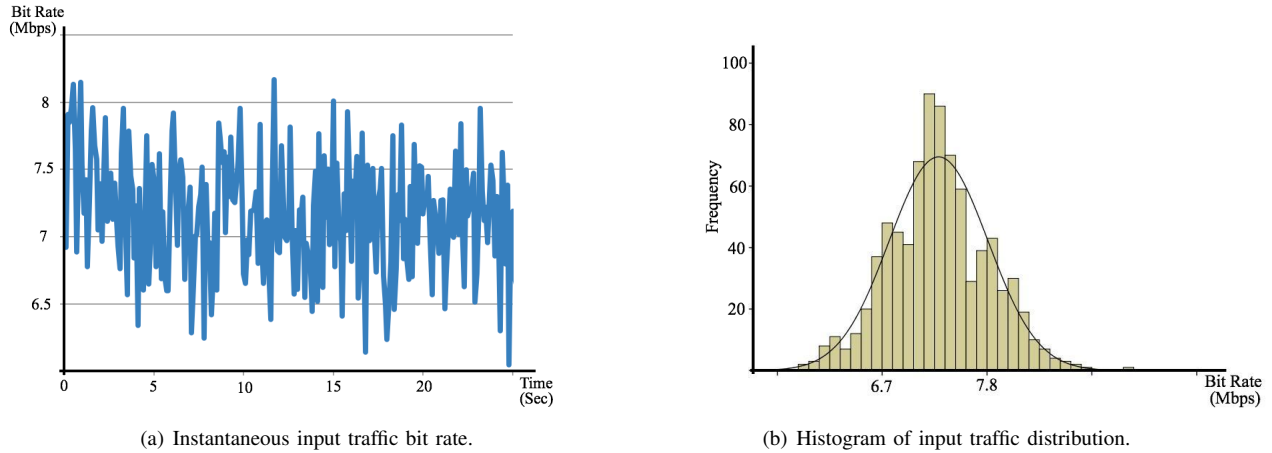 Bit Rate
(Mbps)
8
7.5
7
6.5
0
5
10
15
20
Time
(Sec)
(a) Instantaneous input traffic bit rate.
100
80
60
40
20
Frequency
6.7
7.8
Bit Rate
(Mbps)
(b) Histogram of input traffic distribution.